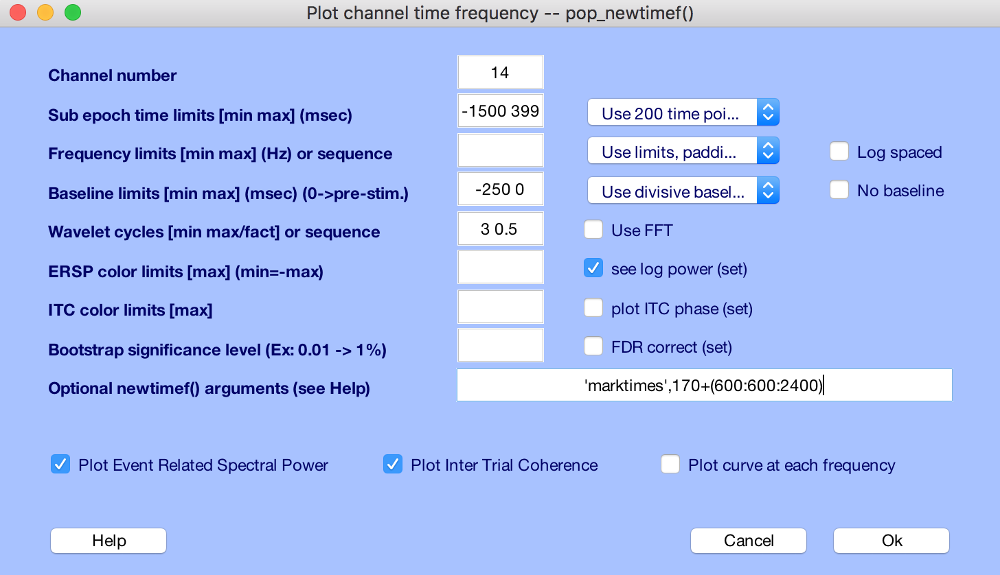 Plot channel time frequency -- pop_newtimef()
Channel number 14
Sub epoch time limits [min max] (msec) -1500 399 Use 200 time poi...
Frequency limits [min max] (Hz) or sequence Use limits, paddi... Log spaced
Baseline limits [min max] (msec) (0->pre-stim.) -250 0 Use divisive basel... No baseline
Wavelet cycles [min max/fact] or sequence 3 0.5 Use FFT
ERSP color limits [max] (min=-max) see log power (set)
ITC color limits [max] plot ITC phase (set)
Bootstrap significance level (Ex: 0.01 -> 1%) FDR correct (set)
Optional newtimef() arguments (see Help) 'marktimes',170+(600:600:2400)
Plot Event Related Spectral Power Plot Inter Trial Coherence Plot curve at each frequency
Help Cancel Ok